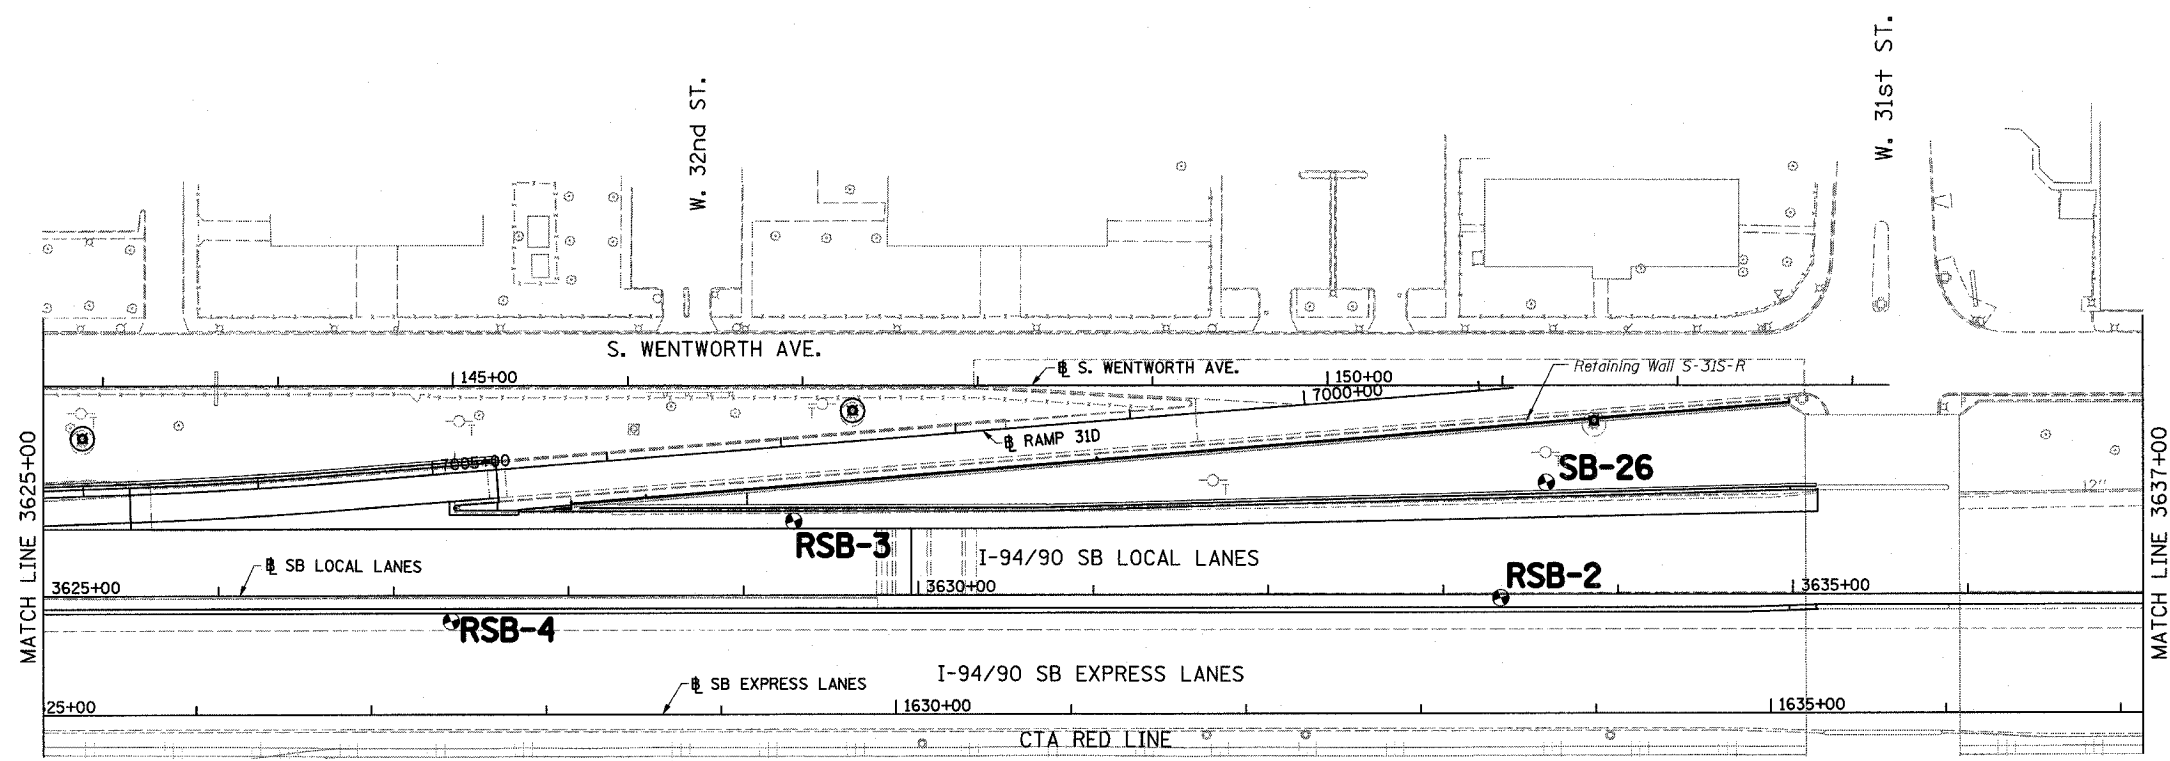 W. 31st ST.
W. 32nd ST.
S. WENTWORTH AVE.
℄ S. WENTWORTH AVE.
Retaining Wall S-31S-R
145+00
150+00
7000+00
℄ RAMP 31D
7005+00
SB-26
12"
RSB-3
I-94/90 SB LOCAL LANES
℄ SB LOCAL LANES
RSB-2
3625+00
3630+00
3635+00
RSB-4
I-94/90 SB EXPRESS LANES
℄ SB EXPRESS LANES
25+00
1630+00
1635+00
CTA RED LINE
MATCH LINE 3625+00
MATCH LINE 3637+00